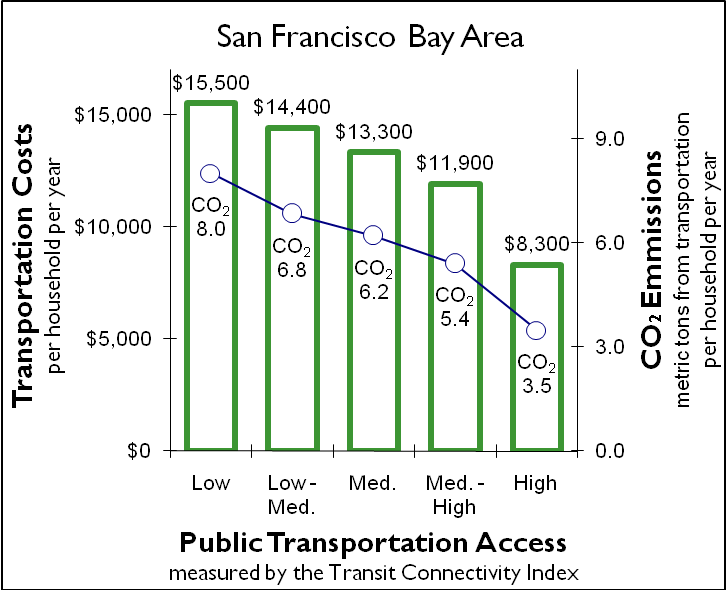 San Francisco Bay Area
Transportation Costs
per household per year
$15,000
$10,000
$5,000
$0
$15,500
$14,400
$13,300
$11,900
$8,300
CO2
8.0
CO2
6.8
CO2
6.2
CO2
5.4
CO2
3.5
9.0
6.0
3.0
0.0
CO2 Emmissions
metric tons from transportation
per household per year
Low
Low-
Med.
Med.
Med. -
High
High
Public Transportation Access
measured by the Transit Connectivity Index